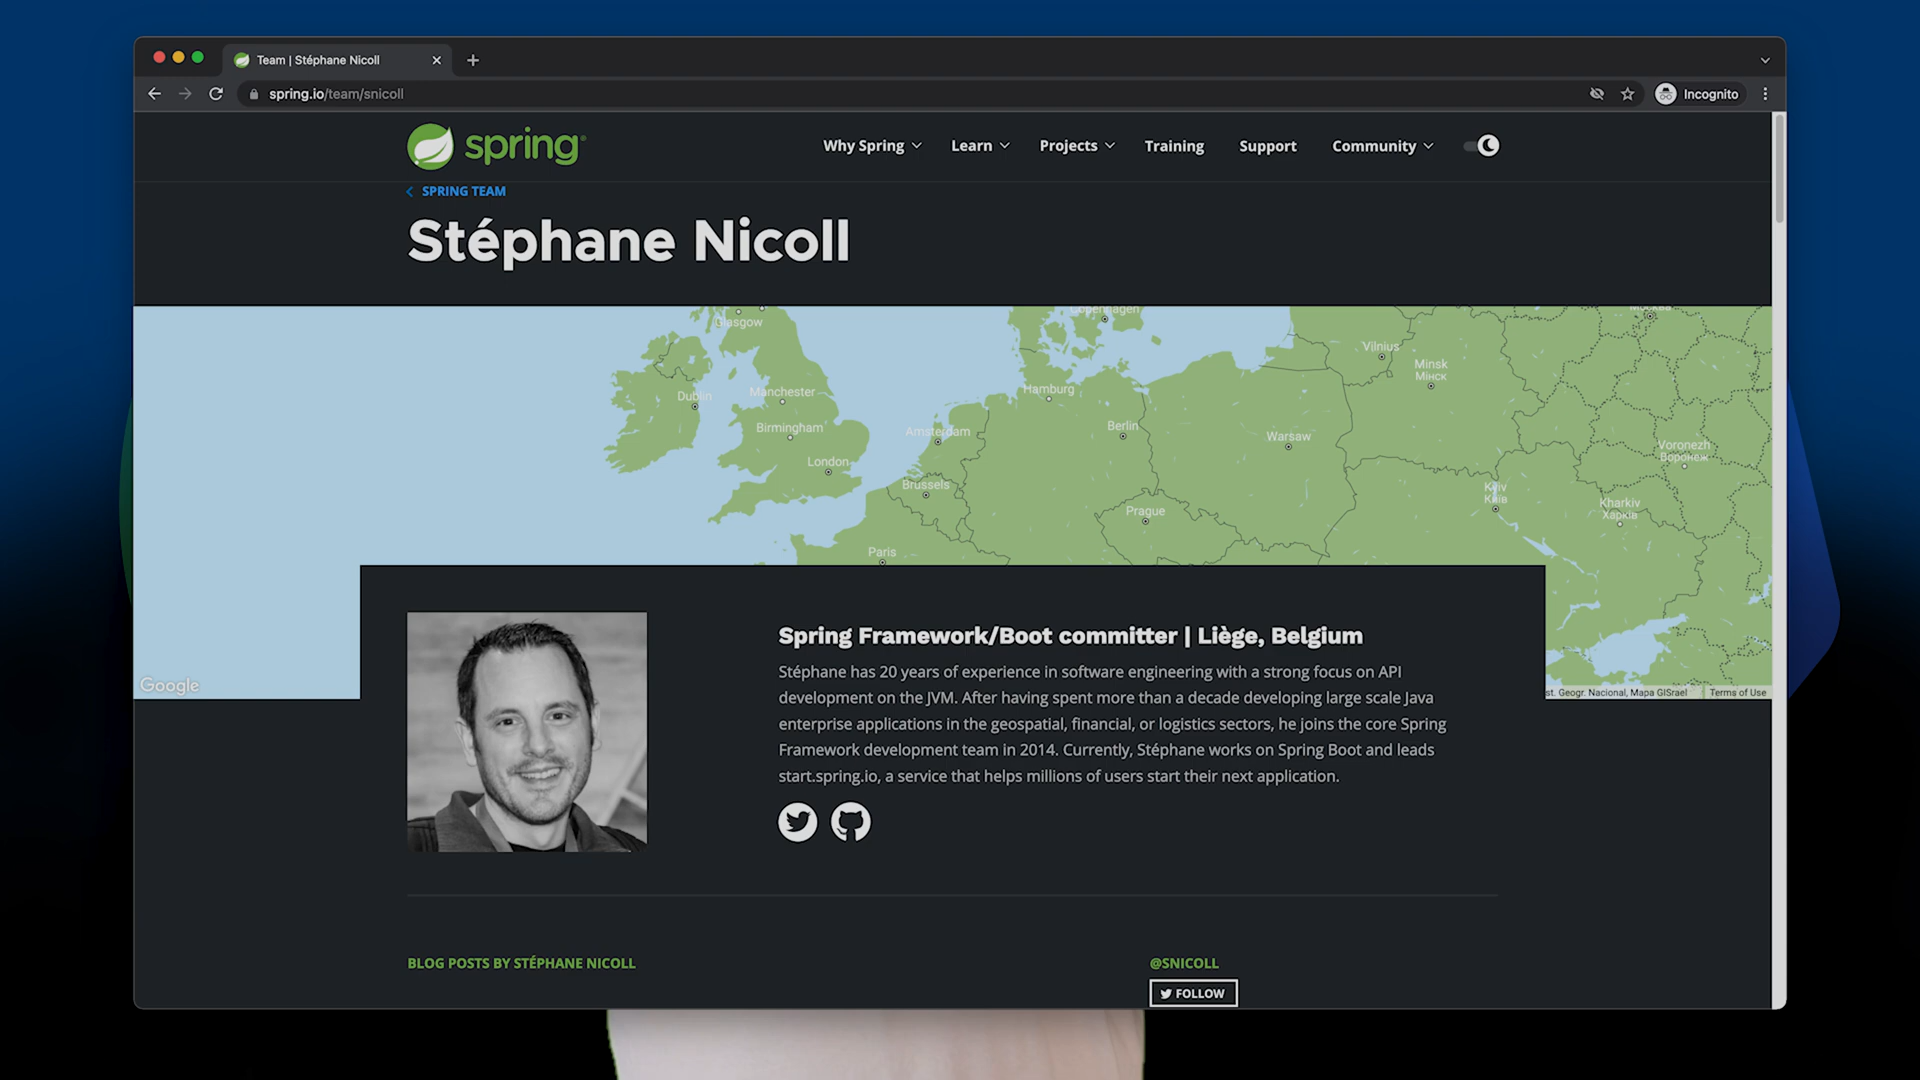 Team | Stéphane Nicoll
spring.io/team/snicoll
Incognito
spring
Why Spring
Learn
Projects
Training
Support
Community
SPRING TEAM
Stéphane Nicoll
Glasgow
Copenhagen
Vilnius
Minsk
Мінск
Dublin
Manchester
Hamburg
Birmingham
Amsterdam
Berlin
Warsaw
London
Voronezh
Воронеж
Brussels
Kyiv
Київ
Prague
Kharkiv
Харків
Paris
Google
st. Geogr. Nacional, Mapa GISrael
Terms of Use
Spring Framework/Boot committer | Liège, Belgium
Stéphane has 20 years of experience in software engineering with a strong focus on API
development on the JVM. After having spent more than a decade developing large scale Java
enterprise applications in the geospatial, financial, or logistics sectors, he joins the core Spring
Framework development team in 2014. Currently, Stéphane works on Spring Boot and leads
start.spring.io, a service that helps millions of users start their next application.
BLOG POSTS BY STÉPHANE NICOLL
@SNICOLL
FOLLOW